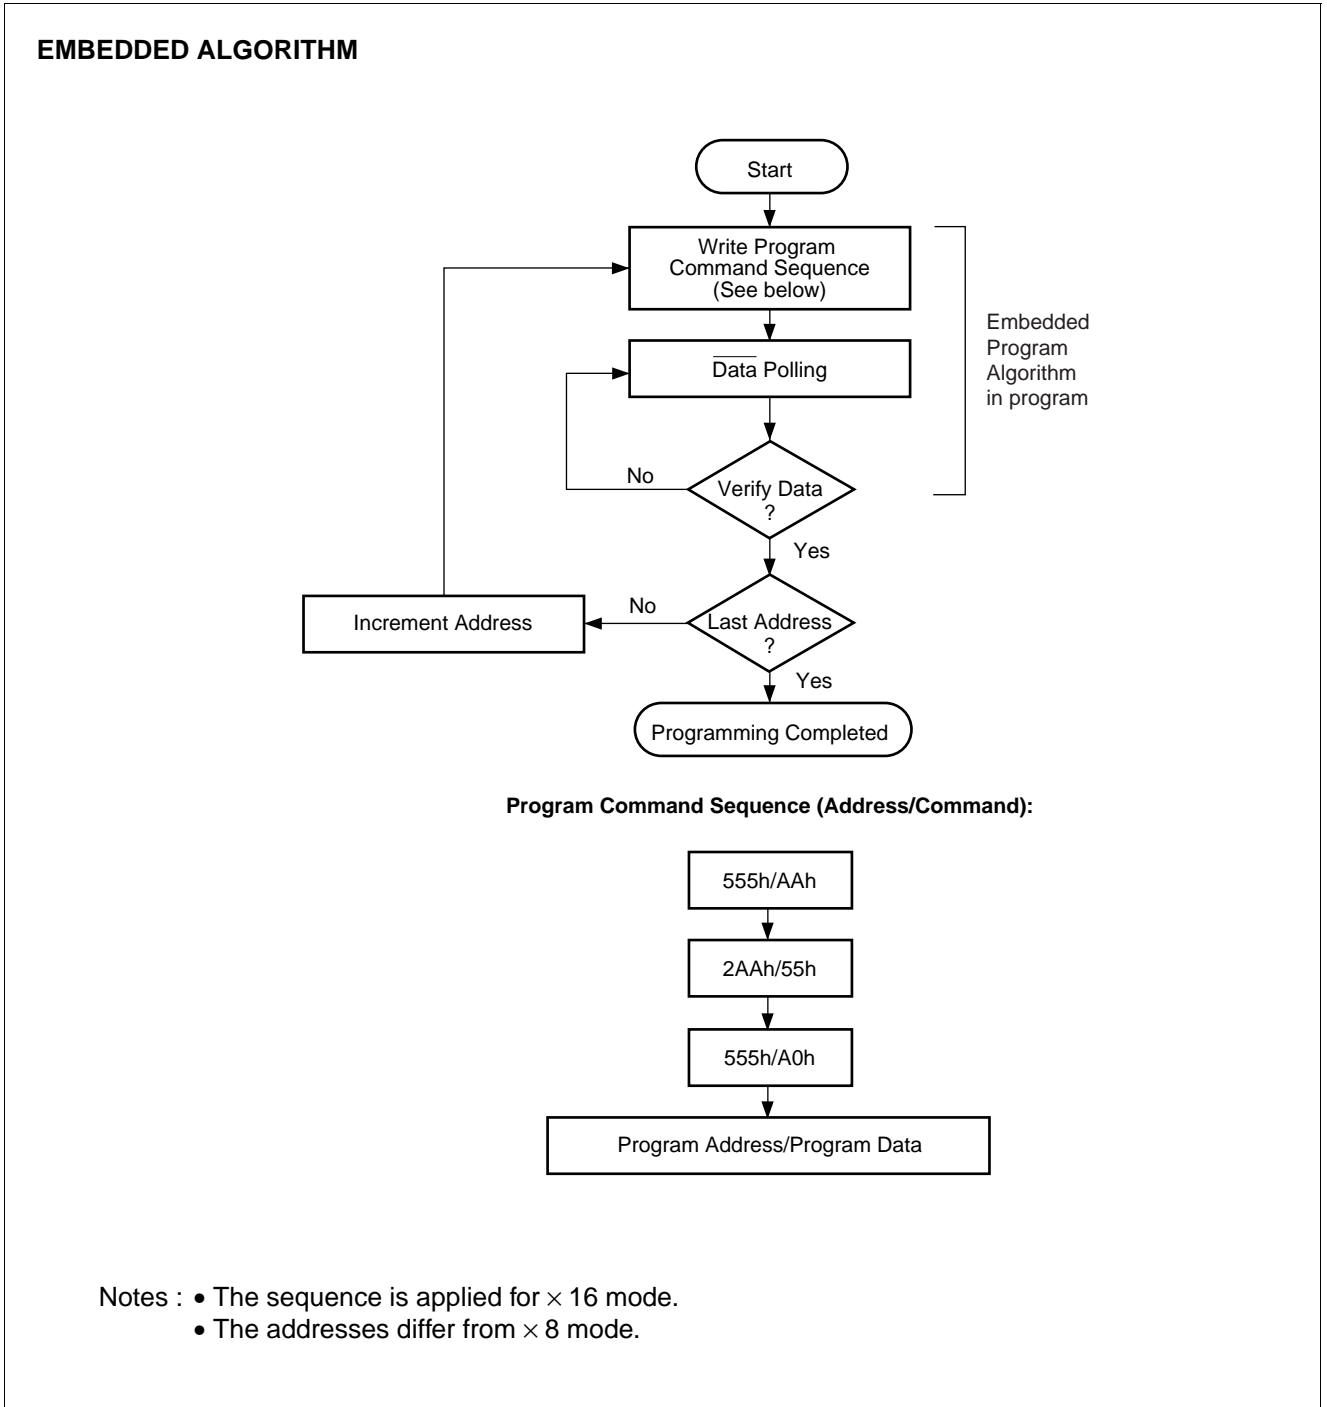 EMBEDDED ALGORITHM
Start
Write Program
Command Sequence
(See below)
Data Polling
Embedded
Program
Algorithm
in program
No
Verify Data
?
Yes
Increment Address
No
Last Address
?
Yes
Programming Completed
Program Command Sequence (Address/Command):
555h/AAh
2AAh/55h
555h/A0h
Program Address/Program Data
Notes : • The sequence is applied for × 16 mode.
• The addresses differ from × 8 mode.